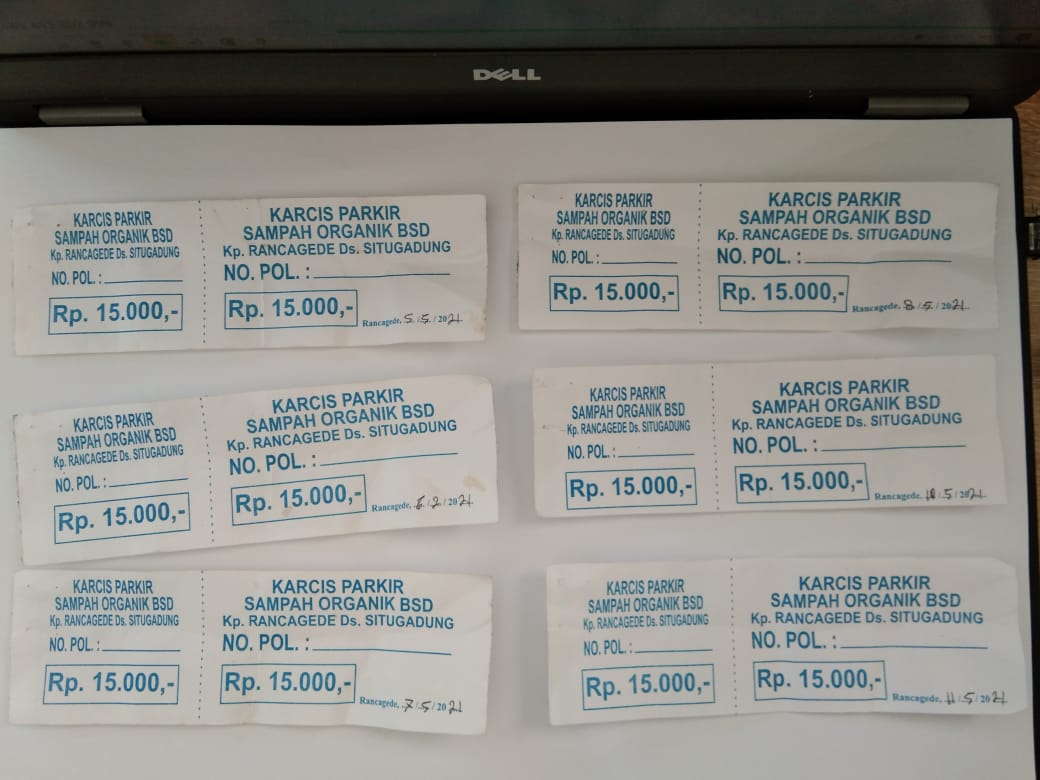 DELL
KARCIS PARKIR
SAMPAH ORGANIK BSD
Kp. RANCAGEDE Ds. SITUGADUNG
NO. POL. :
Rp. 15.000,-
KARCIS PARKIR
SAMPAH ORGANIK BSD
Kp. RANCAGEDE Ds. SITUGADUNG
NO. POL. :
Rp. 15.000,-
Rancagede, 5/5/2021
KARCIS PARKIR
SAMPAH ORGANIK BSD
Kp. RANCAGEDE Ds. SITUGADUNG
NO. POL. :
Rp. 15.000,-
KARCIS PARKIR
SAMPAH ORGANIK BSD
Kp. RANCAGEDE Ds. SITUGADUNG
NO. POL. :
Rp. 15.000,-
Rancagede, 8/5/2021
KARCIS PARKIR
SAMPAH ORGANIK BSD
Kp. RANCAGEDE Ds. SITUGADUNG
NO. POL. :
Rp. 15.000,-
KARCIS PARKIR
SAMPAH ORGANIK BSD
Kp. RANCAGEDE Ds. SITUGADUNG
NO. POL. :
Rp. 15.000,-
Rancagede,
KARCIS PARKIR
SAMPAH ORGANIK BSD
Kp. RANCAGEDE Ds. SITUGADUNG
NO. POL. :
Rp. 15.000,-
KARCIS PARKIR
SAMPAH ORGANIK BSD
Kp. RANCAGEDE Ds. SITUGADUNG
NO. POL. :
Rp. 15.000,-
Rancagede, 10/5/2021
KARCIS PARKIR
SAMPAH ORGANIK BSD
Kp. RANCAGEDE Ds. SITUGADUNG
NO. POL. :
Rp. 15.000,-
KARCIS PARKIR
SAMPAH ORGANIK BSD
Kp. RANCAGEDE Ds. SITUGADUNG
NO. POL. :
Rp. 15.000,-
Rancagede, 7/5/2021
KARCIS PARKIR
SAMPAH ORGANIK BSD
Kp. RANCAGEDE Ds. SITUGADUNG
NO. POL. :
Rp. 15.000,-
KARCIS PARKIR
SAMPAH ORGANIK BSD
Kp. RANCAGEDE Ds. SITUGADUNG
NO. POL. :
Rp. 15.000,-
Rancagede, 11/5/2021